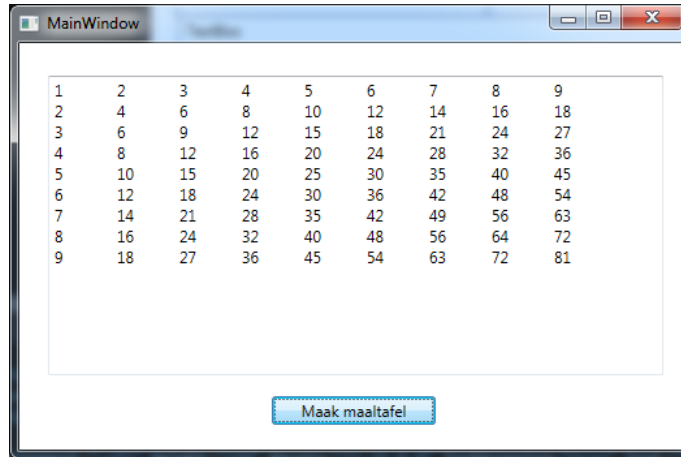 MainWindow
1 2 3 4 5 6 7 8 9
2 4 6 8 10 12 14 16 18
3 6 9 12 15 18 21 24 27
4 8 12 16 20 24 28 32 36
5 10 15 20 25 30 35 40 45
6 12 18 24 30 36 42 48 54
7 14 21 28 35 42 49 56 63
8 16 24 32 40 48 56 64 72
9 18 27 36 45 54 63 72 81
Maak maaltafel